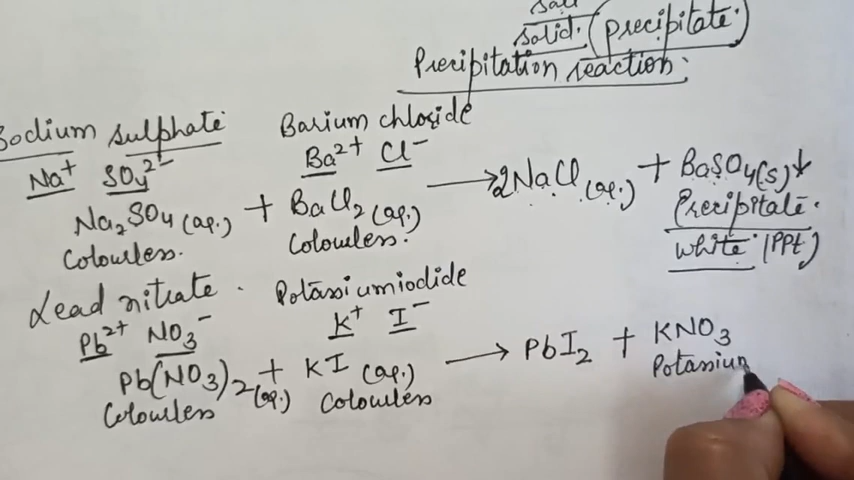 salt
solid. (precipitate.)
Precipitation reaction.
Sodium sulphate Barium chloride
Na⁺ SO₄²⁻ Ba²⁺ Cl⁻
Na₂SO₄ (aq.) + BaCl₂ (aq.) → 2NaCl (aq.) + BaSO₄(s)↓
Colourless. Colourless. Precipitate.
white (PPt)
Lead nitrate. Potassium iodide
Pb²⁺ NO₃⁻ K⁺ I⁻
Pb(NO₃)₂ (aq.) + KI (aq.) → PbI₂ + KNO₃
Colourless Colourless Potassium